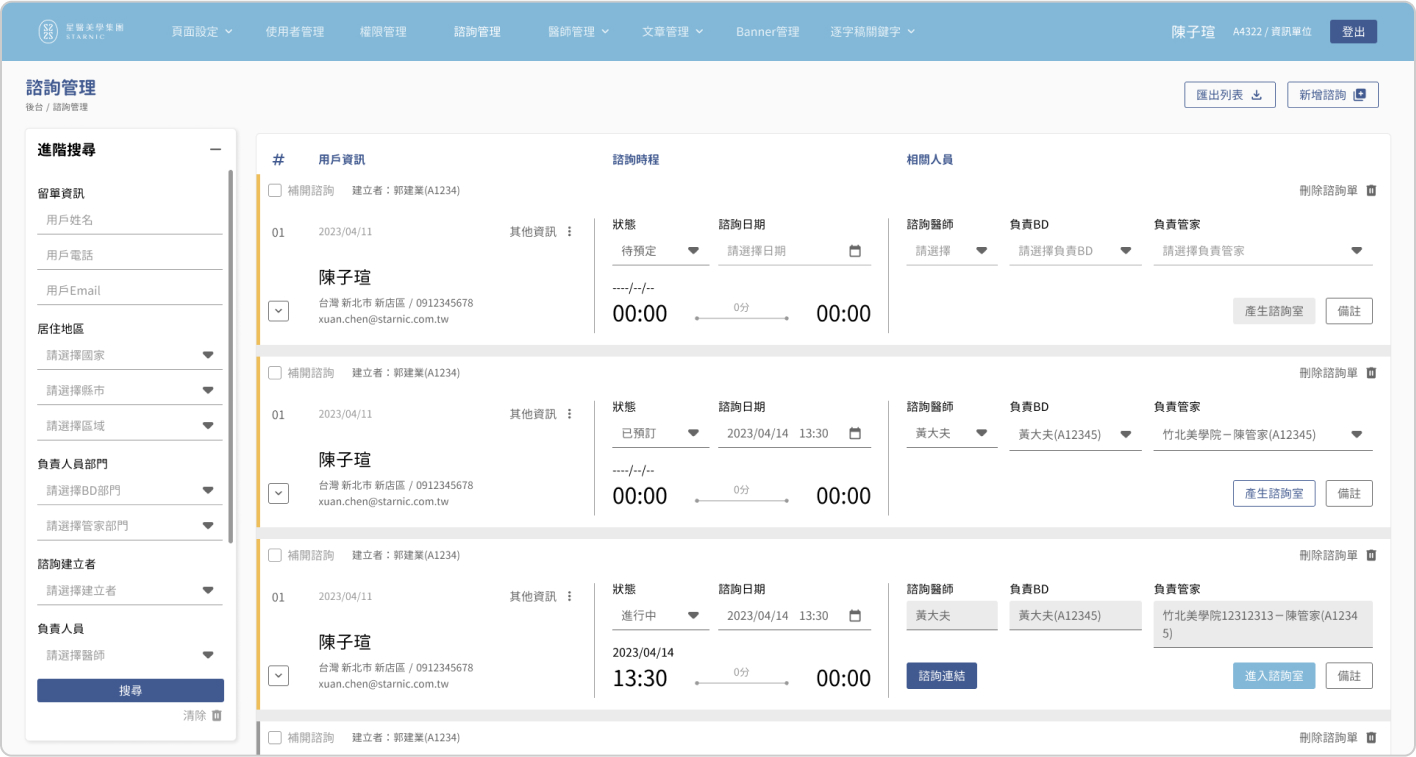 星醫美學集團
STARNIC
頁面設定
使用者管理
權限管理
諮詢管理
醫師管理
文章管理
Banner管理
逐字稿關鍵字
陳子瑄
A4322 / 資訊單位
登出
諮詢管理
後台 / 諮詢管理
匯出列表
新增諮詢
進階搜尋
留單資訊
用戶姓名
用戶電話
用戶Email
居住地區
請選擇國家
請選擇縣市
請選擇區域
負責人員部門
請選擇BD部門
請選擇管家部門
諮詢建立者
請選擇建立者
負責人員
請選擇醫師
搜尋
清除
# 用戶資訊 諮詢時程 相關人員
補開諮詢 建立者：郭建業(A1234) 刪除諮詢單
01 2023/04/11 其他資訊
陳子瑄
台灣 新北市 新店區 / 0912345678
xuan.chen@starnic.com.tw
狀態 諮詢日期
待預定 請選擇日期
----/--/--
00:00 0分 00:00
諮詢醫師 負責BD 負責管家
請選擇 請選擇負責BD 請選擇負責管家
產生諮詢室 備註
補開諮詢 建立者：郭建業(A1234) 刪除諮詢單
01 2023/04/11 其他資訊
陳子瑄
台灣 新北市 新店區 / 0912345678
xuan.chen@starnic.com.tw
狀態 諮詢日期
已預訂 2023/04/14 13:30
----/--/--
00:00 0分 00:00
諮詢醫師 負責BD 負責管家
黃大夫 黃大夫(A12345) 竹北美學院－陳管家(A12345)
產生諮詢室 備註
補開諮詢 建立者：郭建業(A1234) 刪除諮詢單
01 2023/04/11 其他資訊
陳子瑄
台灣 新北市 新店區 / 0912345678
xuan.chen@starnic.com.tw
狀態 諮詢日期
進行中 2023/04/14 13:30
2023/04/14
13:30 0分 00:00
諮詢醫師 負責BD 負責管家
黃大夫 黃大夫(A12345) 竹北美學院12312313－陳管家(A1234
5)
諮詢連結 進入諮詢室 備註
補開諮詢 建立者：郭建業(A1234) 刪除諮詢單